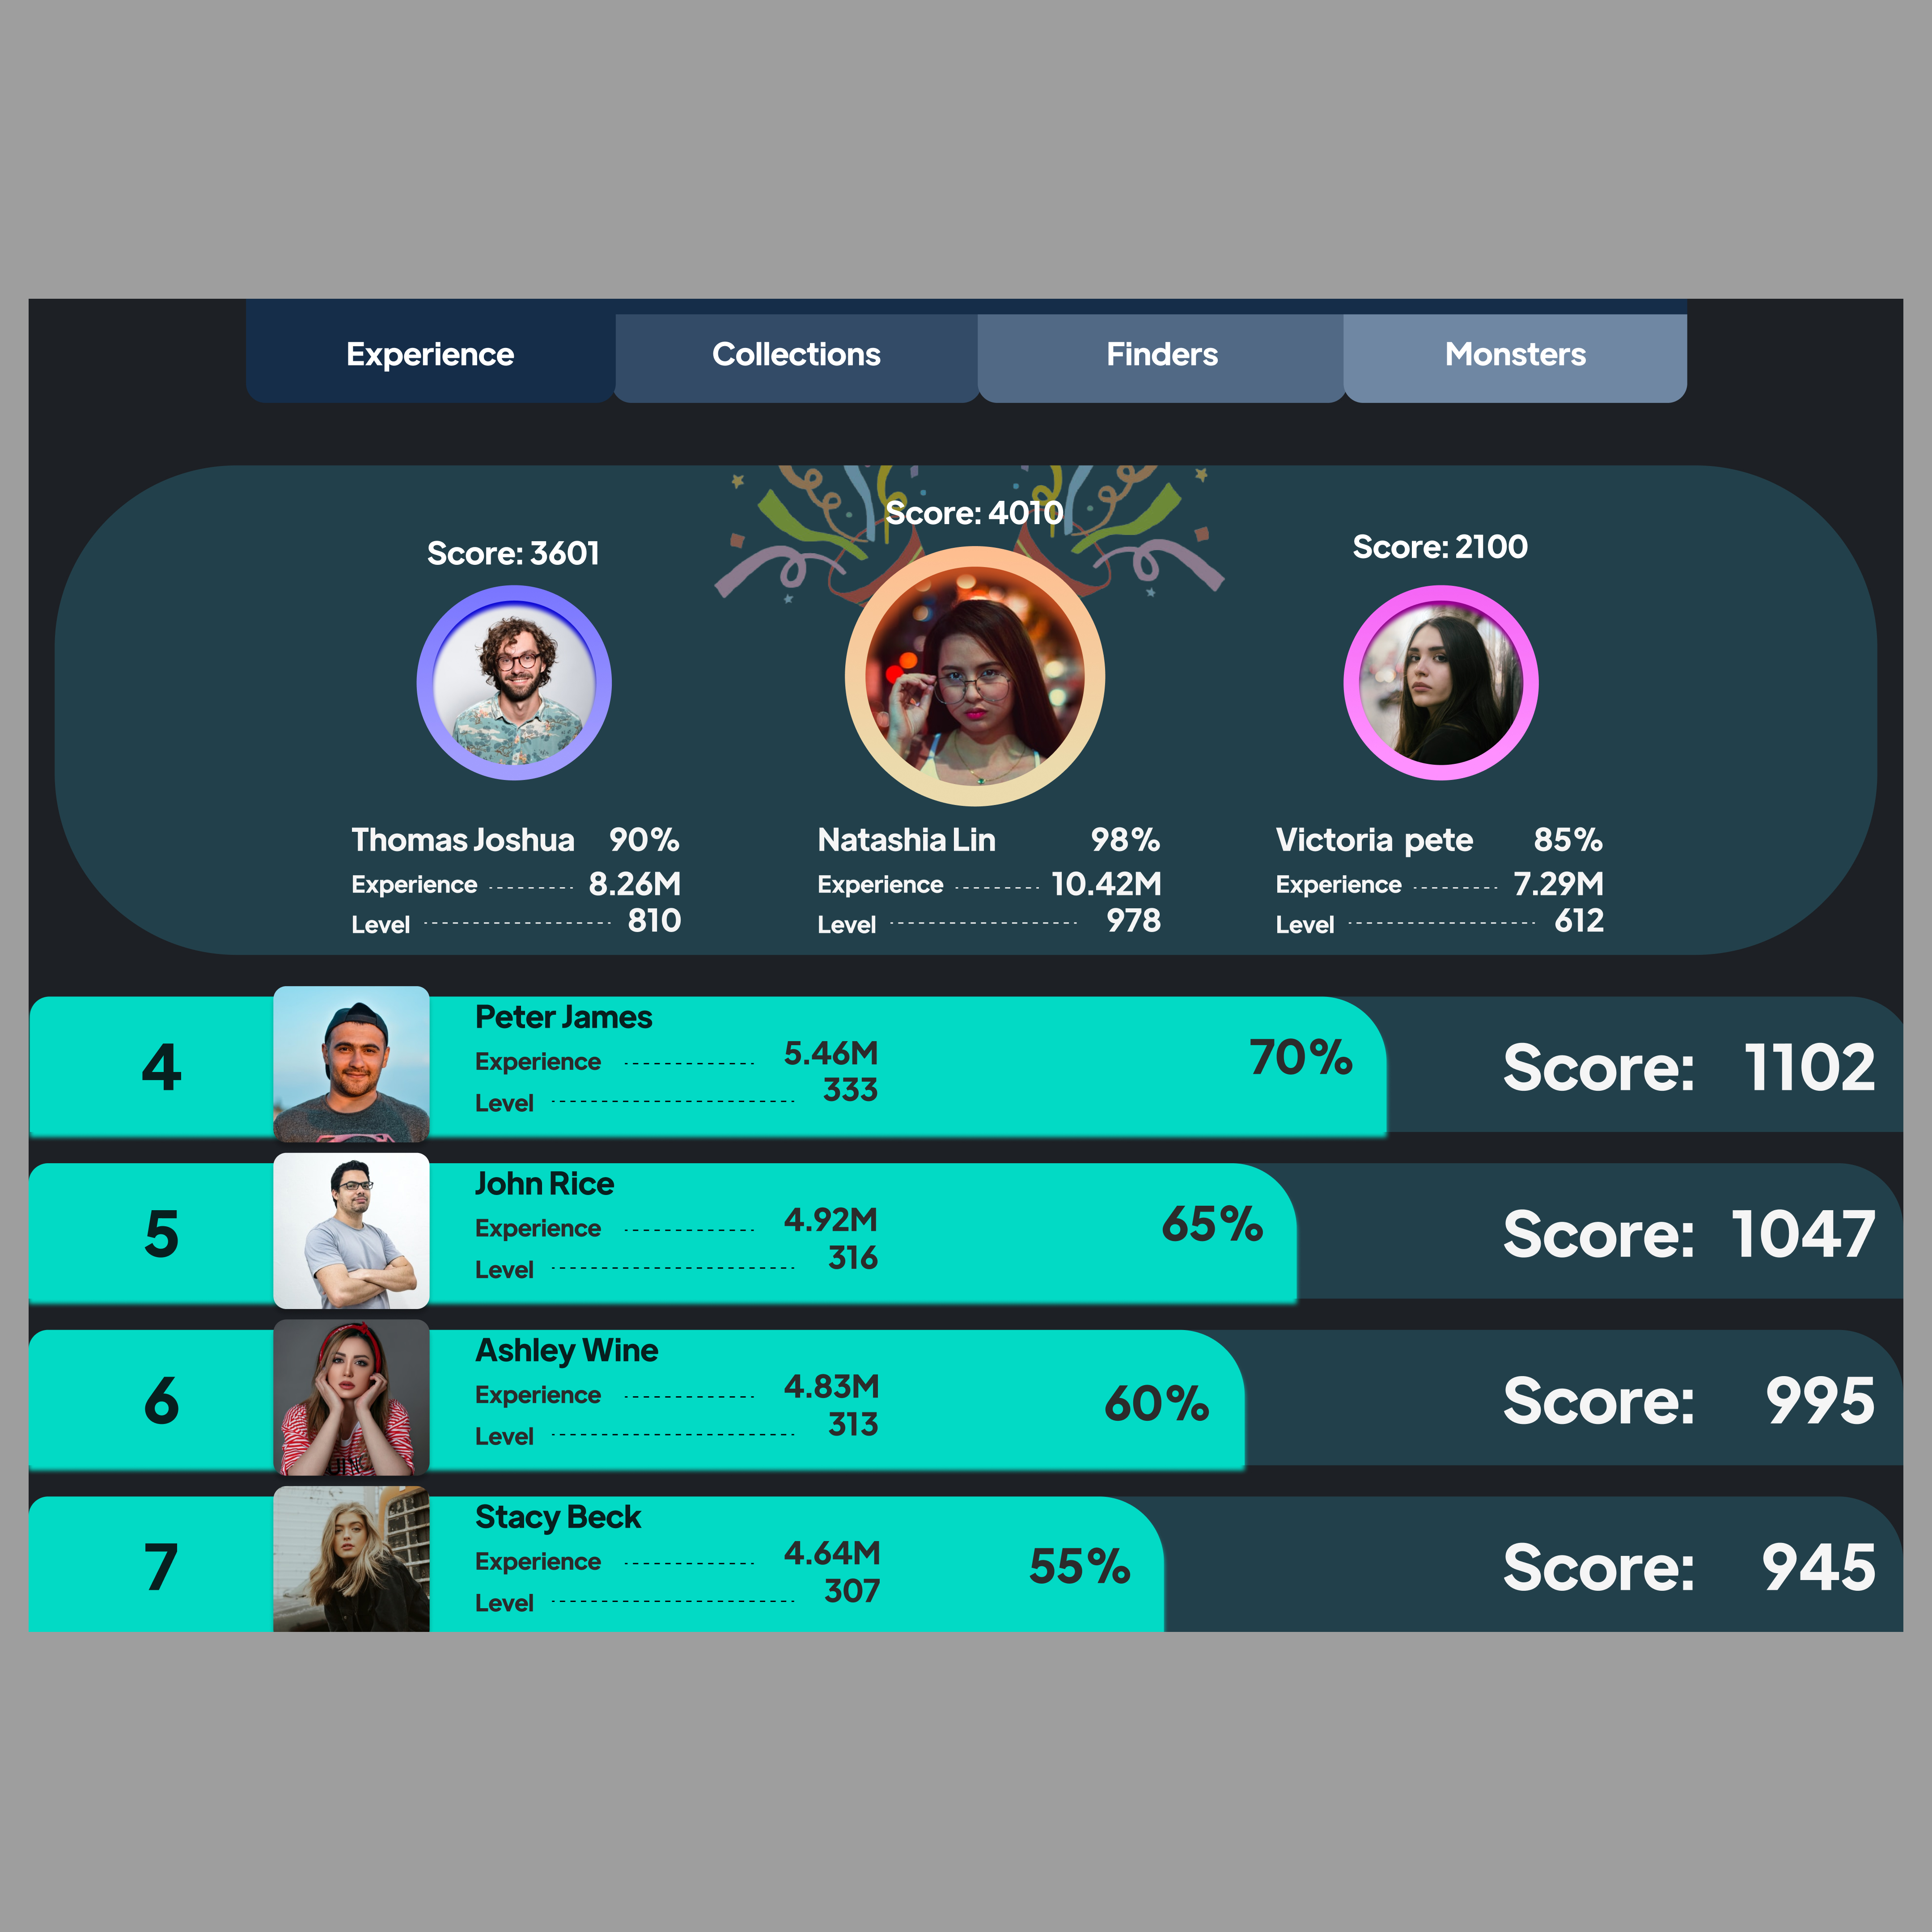 Experience
Collections
Finders
Monsters
Score: 4010
Score: 3601
Score: 2100
Thomas Joshua 90%
Experience 8.26M
Level 810
Natashia Lin 98%
Experience 10.42M
Level 978
Victoria pete 85%
Experience 7.29M
Level 612
4
Peter James
Experience 5.46M
Level 333
70%
Score: 1102
5
John Rice
Experience 4.92M
Level 316
65%
Score: 1047
6
Ashley Wine
Experience 4.83M
Level 313
60%
Score: 995
7
Stacy Beck
Experience 4.64M
Level 307
55%
Score: 945